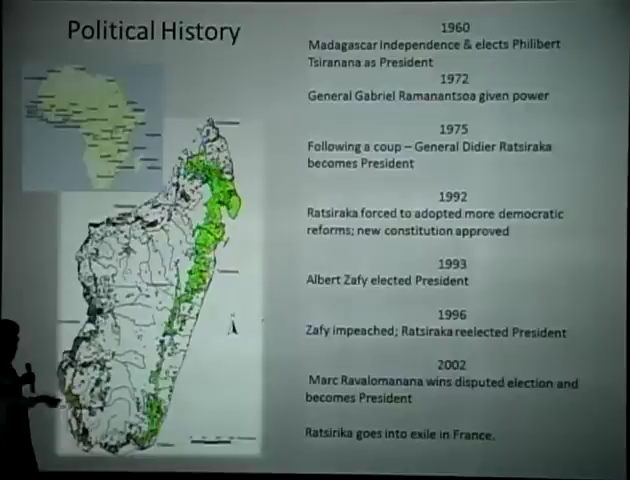 Political History
1960
Madagascar Independence & elects Philibert
Tsiranana as President
1972
General Gabriel Ramanantsoa given power
1975
Following a coup – General Didier Ratsiraka
becomes President
1992
Ratsiraka forced to adopted more democratic
reforms; new constitution approved
1993
Albert Zafy elected President
1996
Zafy impeached; Ratsiraka reelected President
2002
Marc Ravalomanana wins disputed election and
becomes President
Ratsirika goes into exile in France.